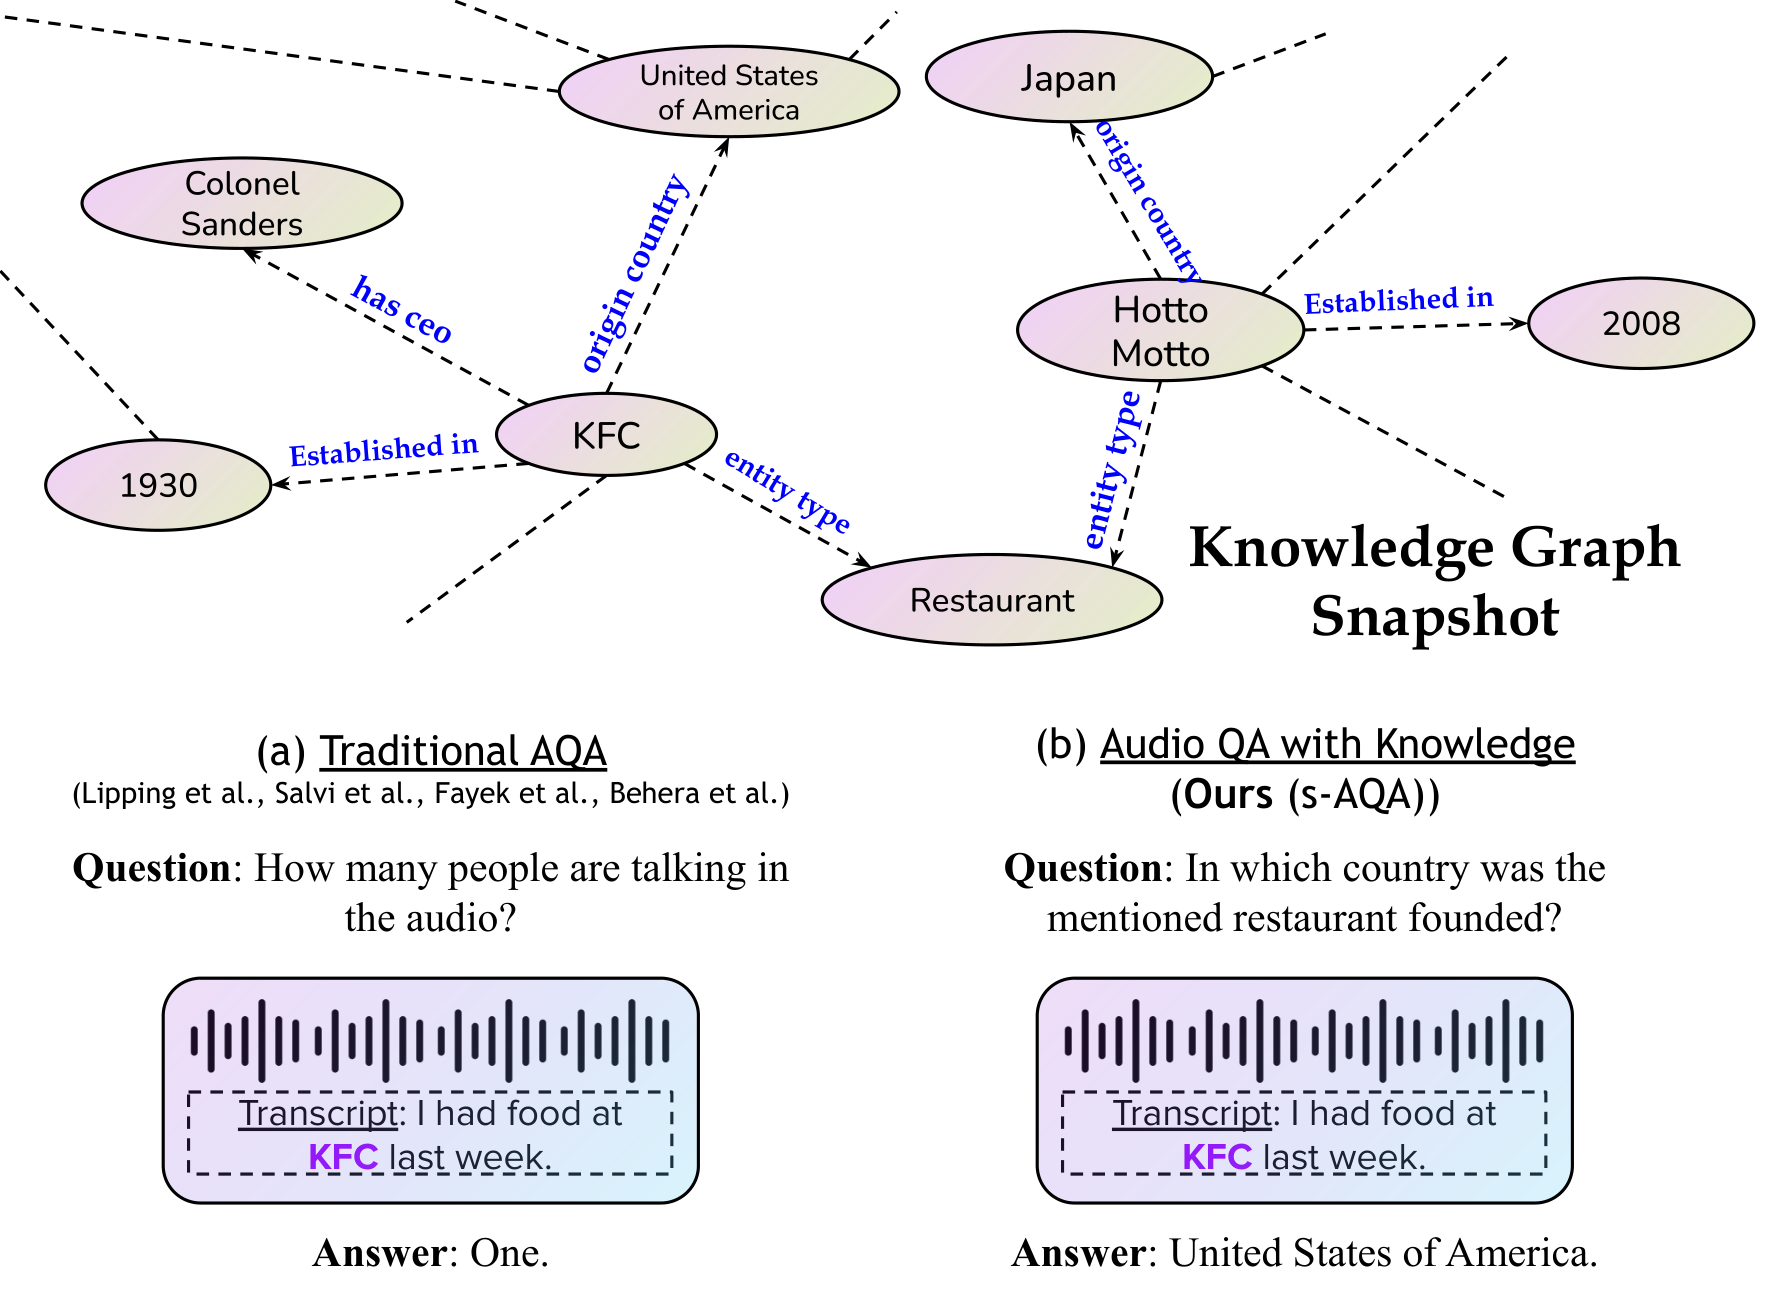 United States
of America
Japan
origin country
Colonel
Sanders
origin country
has ceo
Hotto
Motto
Established in
2008
KFC
Established in
1930
entity type
entity type
Restaurant
Knowledge Graph
Snapshot
(a) Traditional AQA
(Lipping et al., Salvi et al., Fayek et al., Behera et al.)
Question: How many people are talking in
the audio?
Transcript: I had food at
KFC last week.
Answer: One.
(b) Audio QA with Knowledge
(Ours (s-AQA))
Question: In which country was the
mentioned restaurant founded?
Transcript: I had food at
KFC last week.
Answer: United States of America.